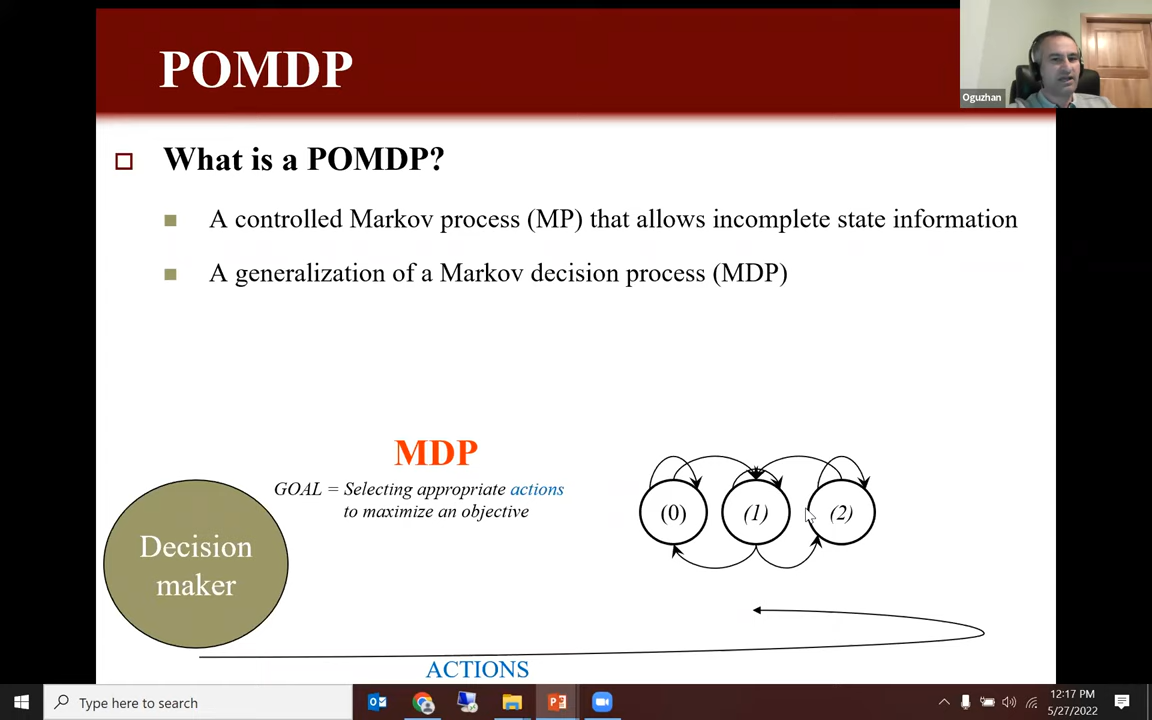 POMDP
Oguzhan
What is a POMDP?
A controlled Markov process (MP) that allows incomplete state information
A generalization of a Markov decision process (MDP)
MDP
GOAL = Selecting appropriate actions
to maximize an objective
(0)
(1)
(2)
Decision
maker
ACTIONS
Type here to search
12:17 PM
5/27/2022